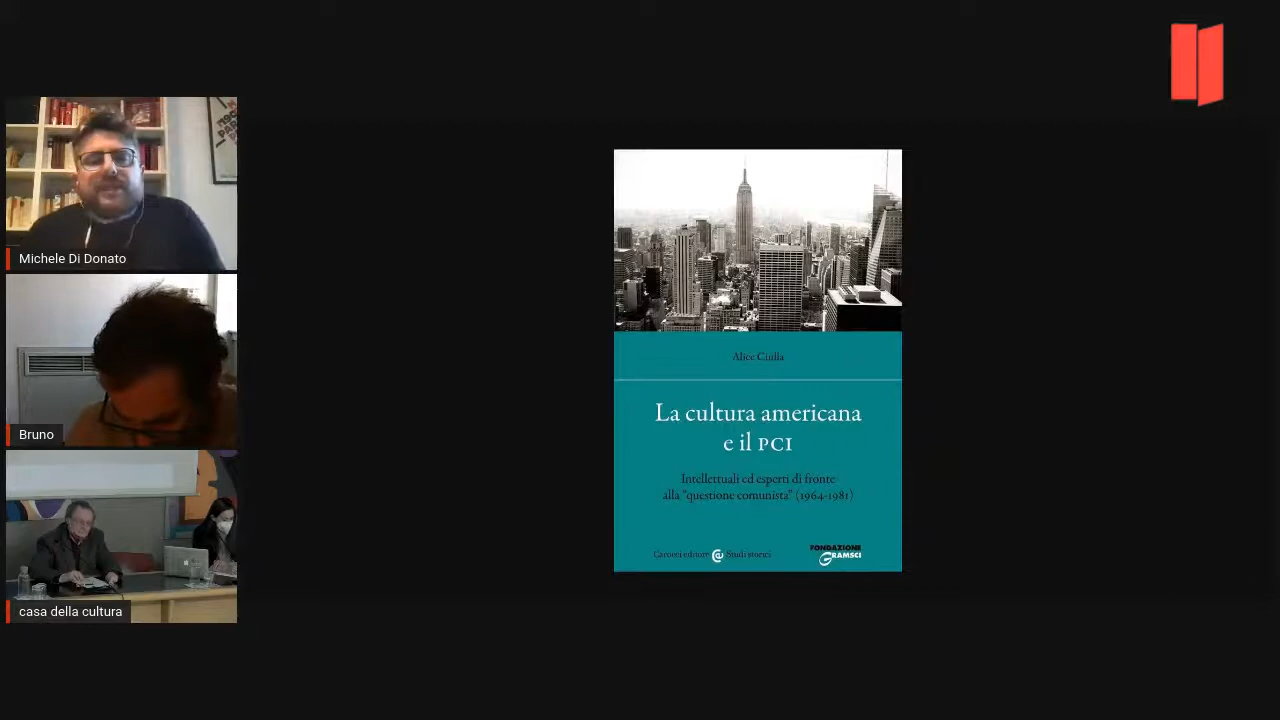 Michele Di Donato
Bruno
casa della cultura
Alice Ciulla
La cultura americana
e il PCI
Intellettuali ed esperti di fronte
alla "questione comunista" (1964-1981)
Carocci editore @ Studi storici
FONDAZIONE
GRAMSCI